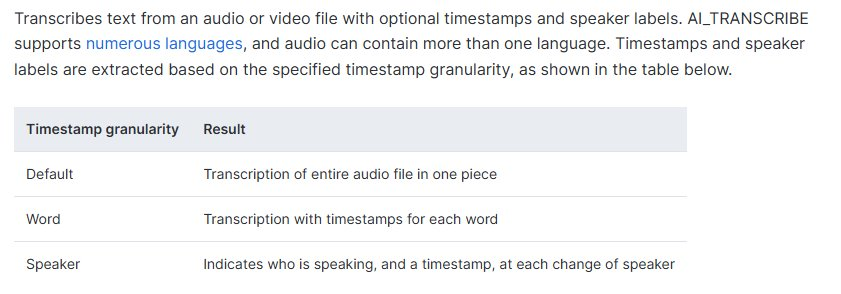 Transcribes text from an audio or video file with optional timestamps and speaker labels. AI_TRANSCRIBE
supports numerous languages, and audio can contain more than one language. Timestamps and speaker
labels are extracted based on the specified timestamp granularity, as shown in the table below.
Timestamp granularity Result
Default Transcription of entire audio file in one piece
Word Transcription with timestamps for each word
Speaker Indicates who is speaking, and a timestamp, at each change of speaker